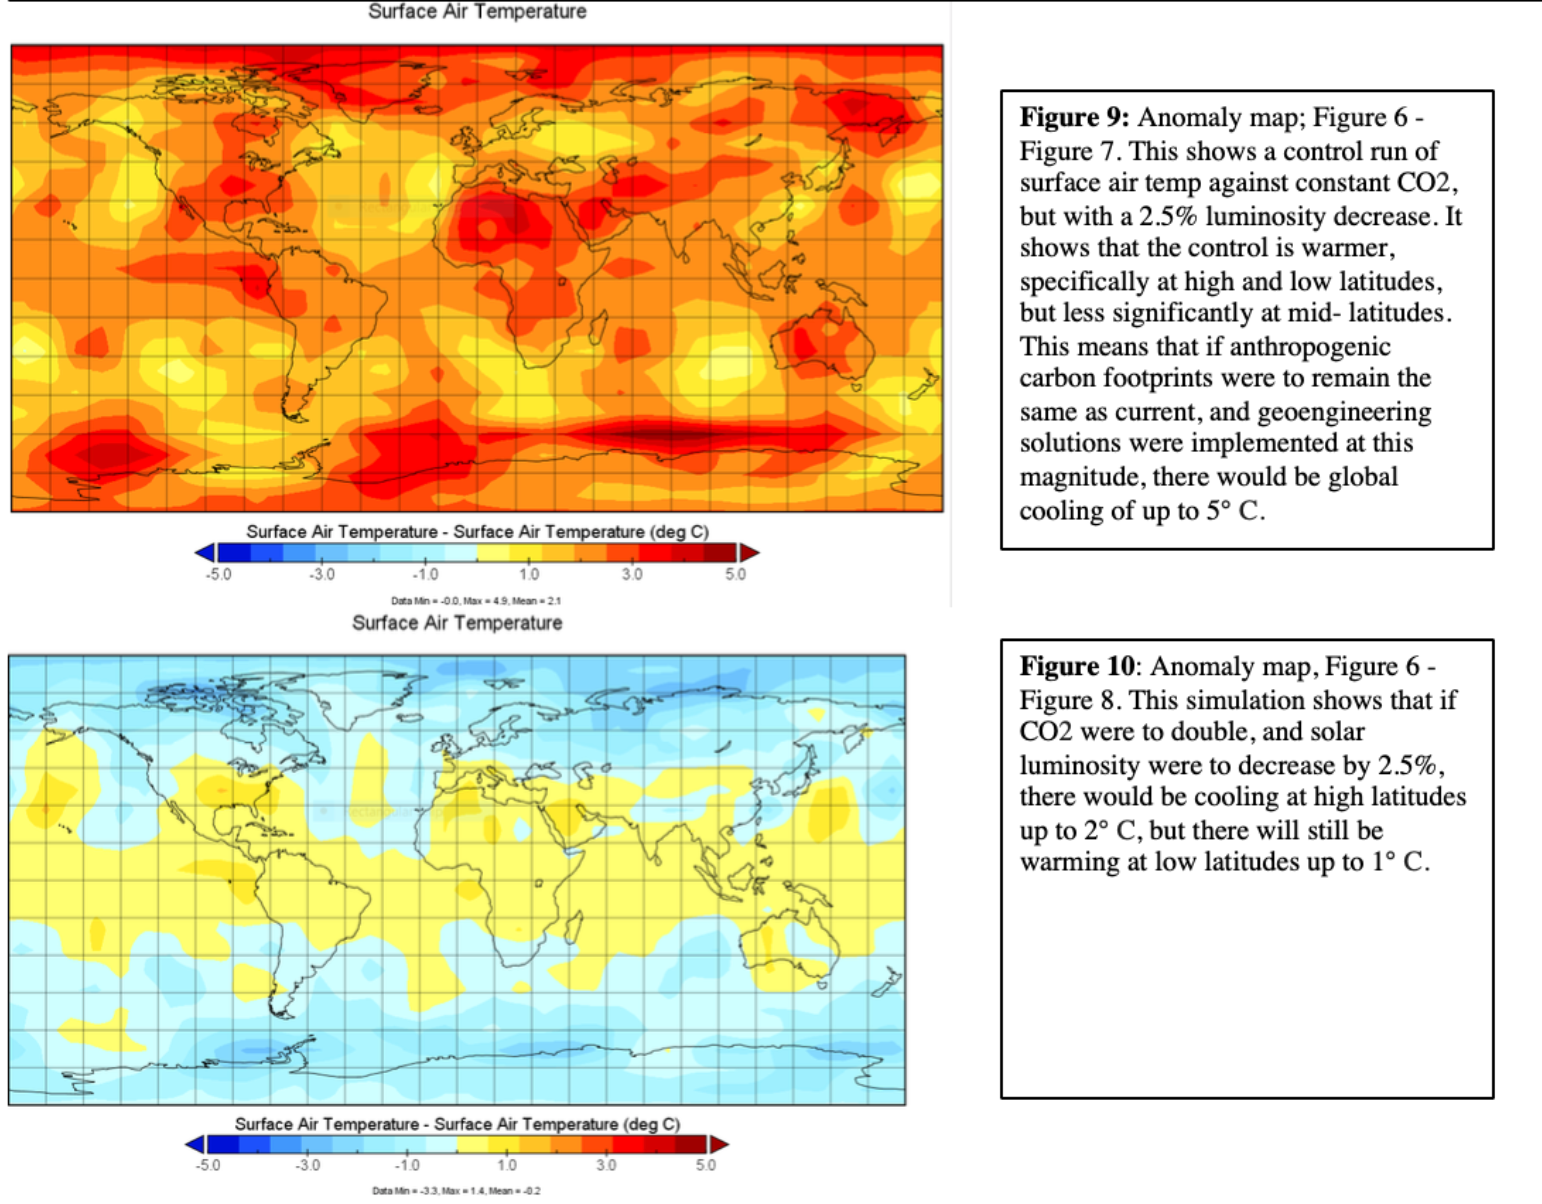 Surface Air Temperature
Surface Air Temperature - Surface Air Temperature (deg C)
-5.0 -3.0 -1.0 1.0 3.0 5.0
Data Min = -0.0, Max = 4.9, Mean = 2.1
Figure 9: Anomaly map; Figure 6 -
Figure 7. This shows a control run of
surface air temp against constant CO2,
but with a 2.5% luminosity decrease. It
shows that the control is warmer,
specifically at high and low latitudes,
but less significantly at mid- latitudes.
This means that if anthropogenic
carbon footprints were to remain the
same as current, and geoengineering
solutions were implemented at this
magnitude, there would be global
cooling of up to 5° C.
Surface Air Temperature
Surface Air Temperature - Surface Air Temperature (deg C)
-5.0 -3.0 -1.0 1.0 3.0 5.0
Data Min = -3.3, Max = 1.4, Mean = -0.2
Figure 10: Anomaly map, Figure 6 -
Figure 8. This simulation shows that if
CO2 were to double, and solar
luminosity were to decrease by 2.5%,
there would be cooling at high latitudes
up to 2° C, but there will still be
warming at low latitudes up to 1° C.